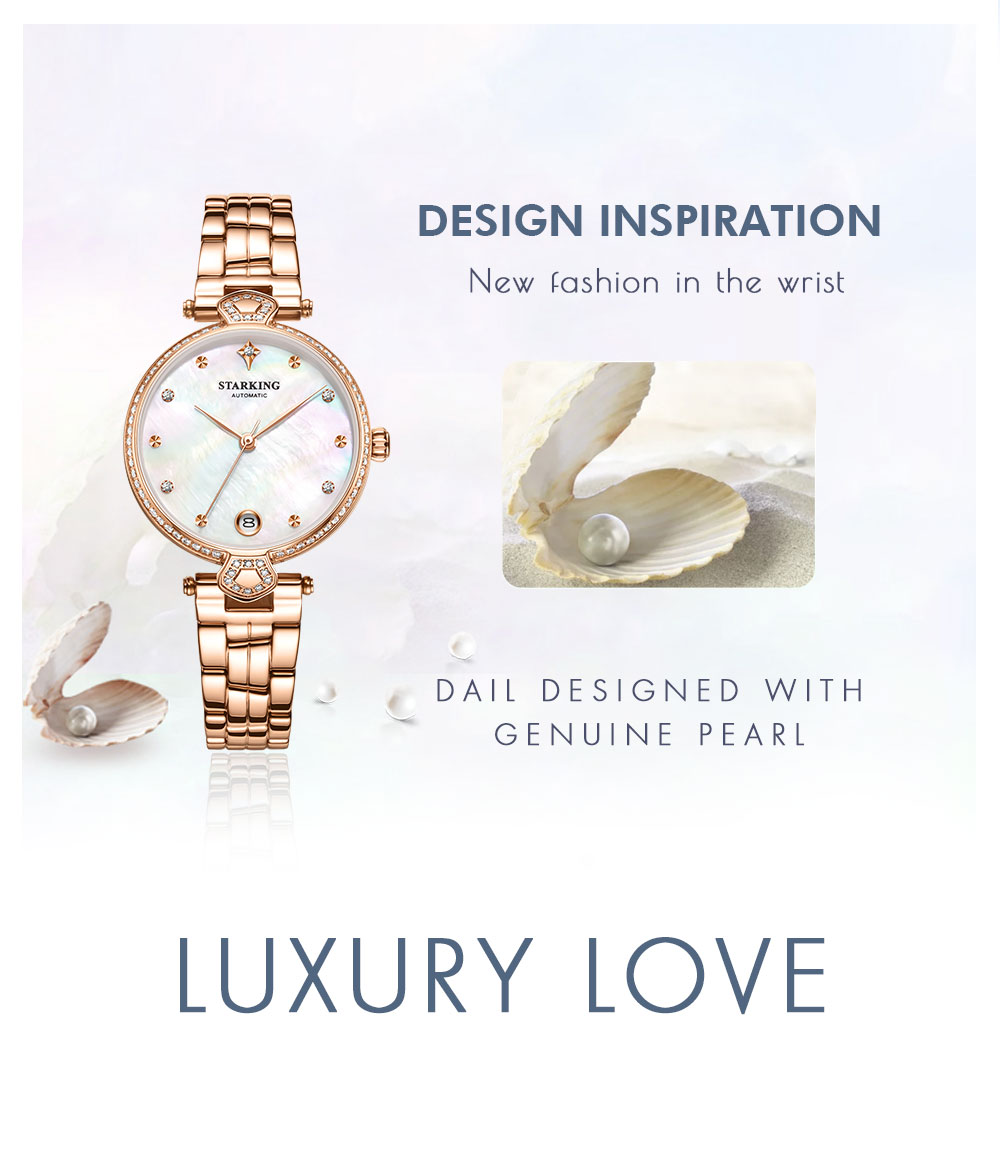 DESIGN INSPIRATION
New fashion in the wrist
STARKING
AUTOMATIC
8
DAIL DESIGNED WITH
GENUINE PEARL
LUXURY LOVE